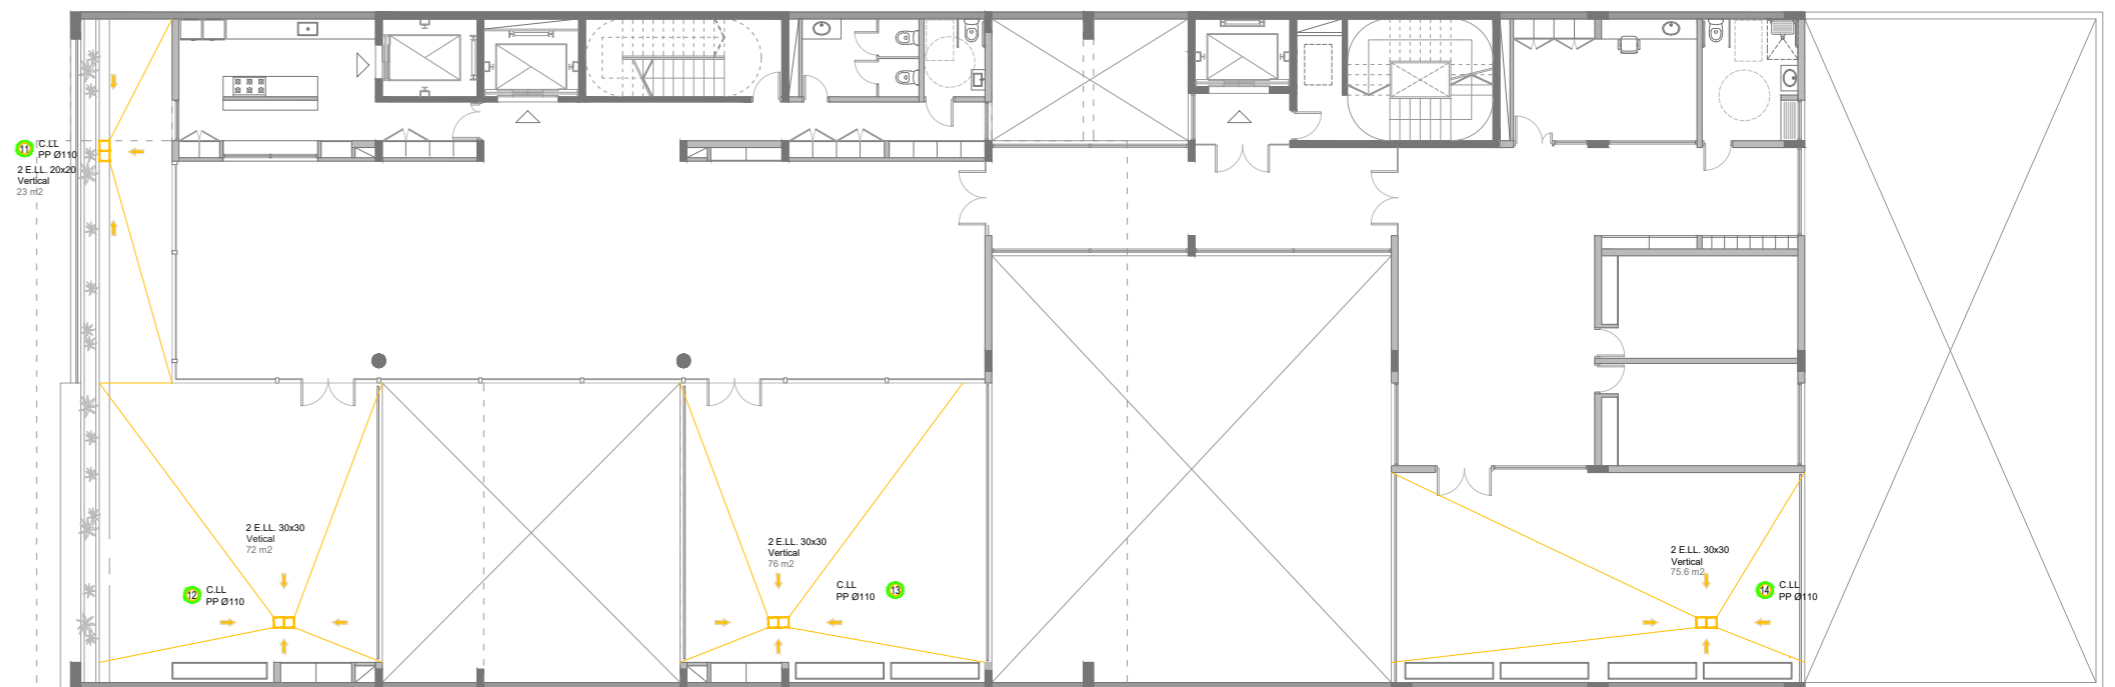 11
C.LL
PP Ø110
2 E.LL. 20x20
Vertical
23 m2
2 E.LL. 30x30
Vetical
72 m2
12
C.LL
PP Ø110
2 E.LL. 30x30
Vertical
76 m2
C.LL
PP Ø110
13
2 E.LL. 30x30
Vertical
75.6 m2
14
C.LL
PP Ø110